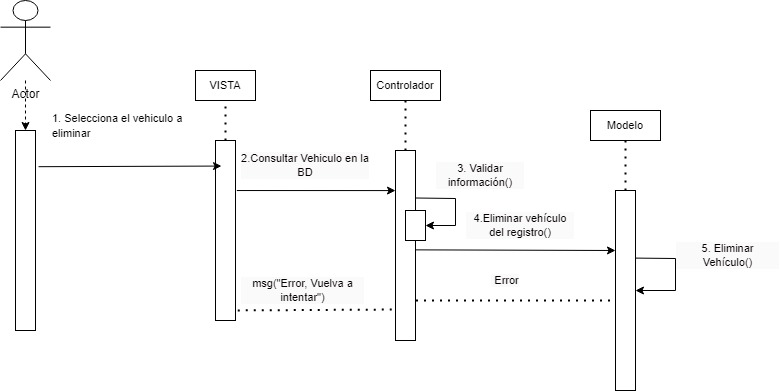 Actor
VISTA
Controlador
Modelo
1. Selecciona el vehiculo a
eliminar
2.Consultar Vehiculo en la
BD
3. Validar
información()
4.Eliminar vehículo
del registro()
5. Eliminar
Vehículo()
Error
msg("Error, Vuelva a
intentar")